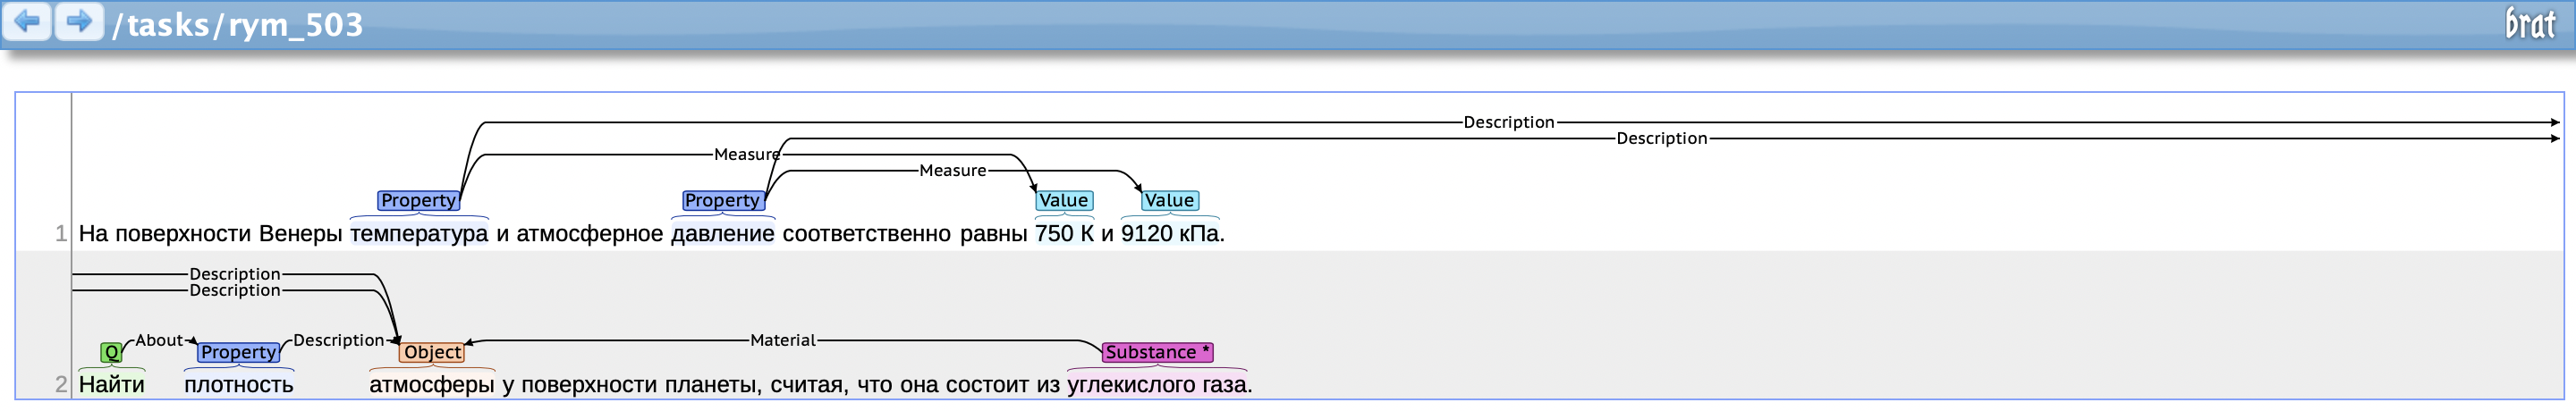 /tasks/rym_503
brat
Description
Description
Measure
Measure
Property Property Value Value
1 На поверхности Венеры температура и атмосферное давление соответственно равны 750 К и 9120 кПа.
Description
Description
About Description Material
Q Property Object Substance *
2 Найти плотность атмосферы у поверхности планеты, считая, что она состоит из углекислого газа.